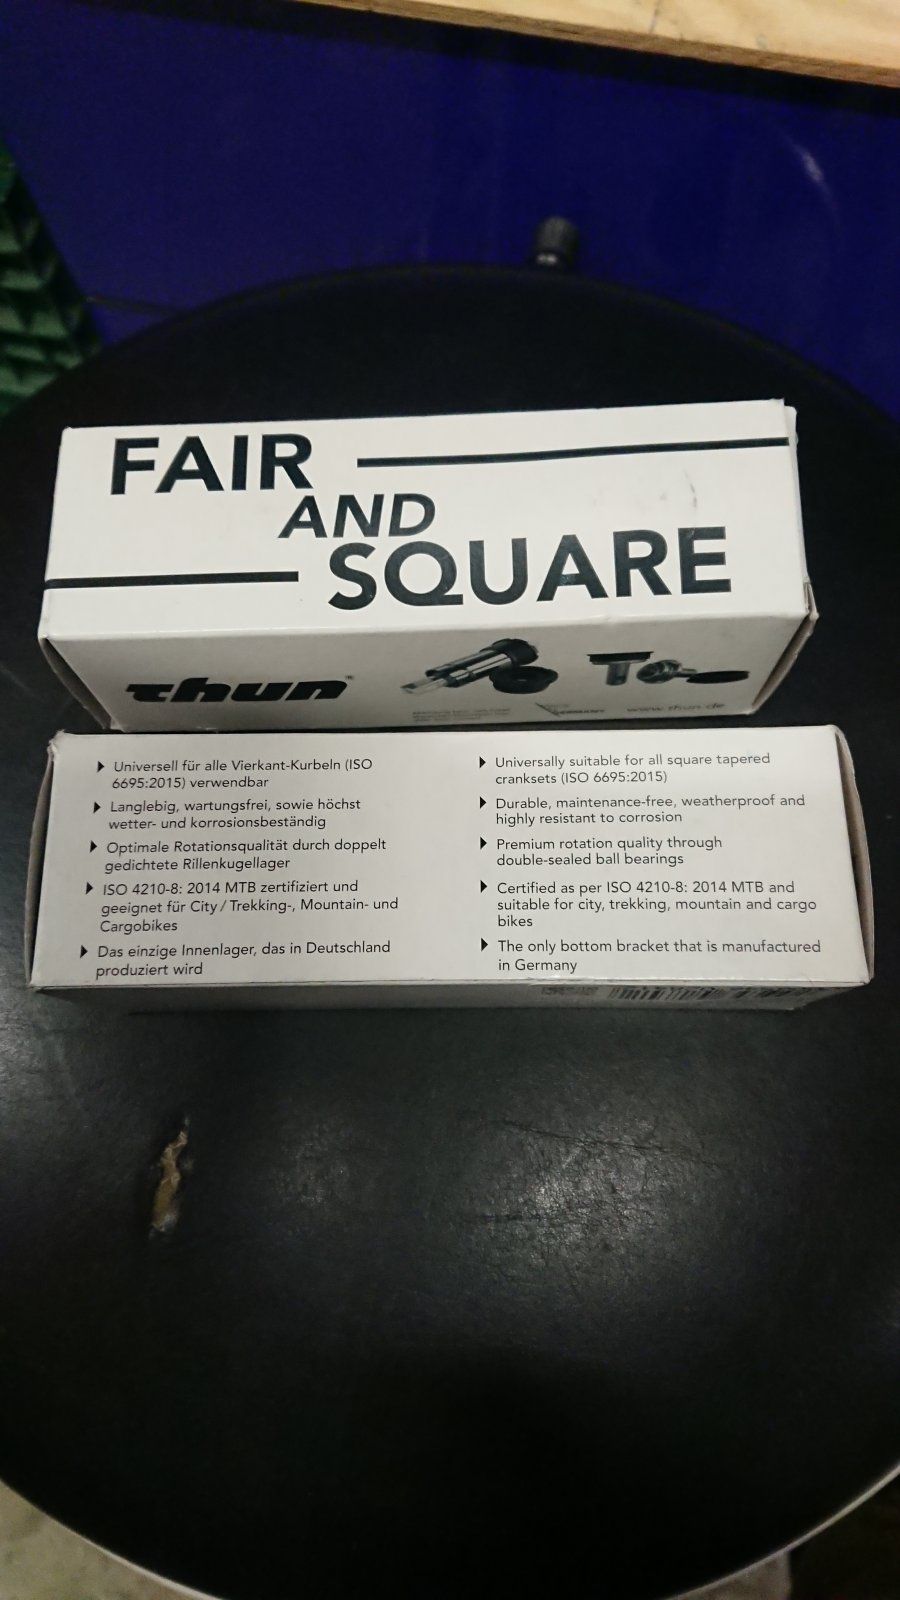 FAIR
AND
SQUARE
thun®
www.thun.de
▶ Universell für alle Vierkant-Kurbeln (ISO
6695:2015) verwendbar
▶ Langlebig, wartungsfrei, sowie höchst
wetter- und korrosionsbeständig
▶ Optimale Rotationsqualität durch doppelt
gedichtete Rillenkugellager
▶ ISO 4210-8: 2014 MTB zertifiziert und
geeignet für City / Trekking-, Mountain- und
Cargobikes
▶ Das einzige Innenlager, das in Deutschland
produziert wird
▶ Universally suitable for all square tapered
cranksets (ISO 6695:2015)
▶ Durable, maintenance-free, weatherproof and
highly resistant to corrosion
▶ Premium rotation quality through
double-sealed ball bearings
▶ Certified as per ISO 4210-8: 2014 MTB and
suitable for city, trekking, mountain and cargo
bikes
▶ The only bottom bracket that is manufactured
in Germany